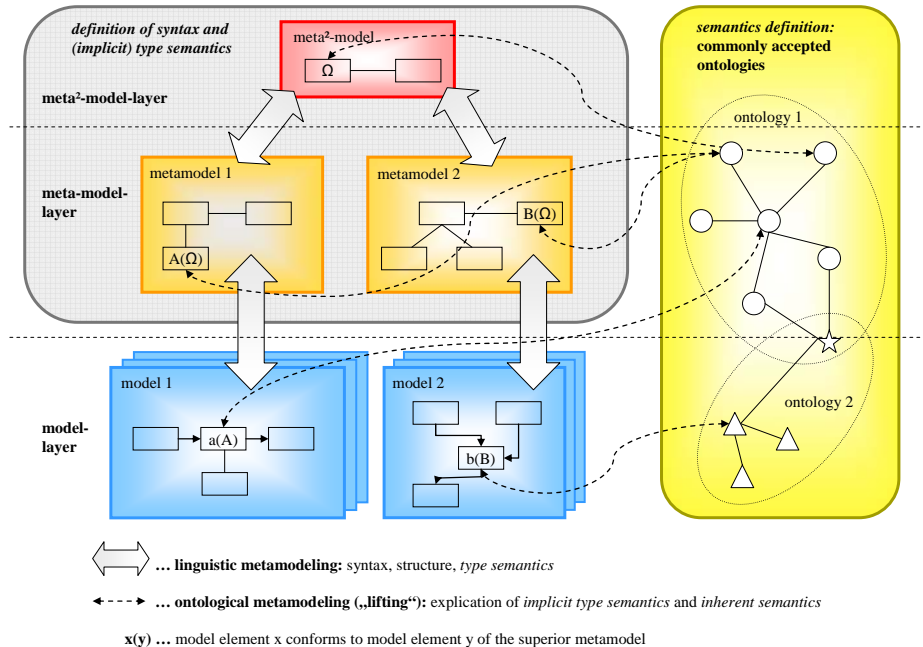 definition of syntax and
(implicit) type semantics
meta²-model
Ω
semantics definition:
commonly accepted
ontologies
meta²-model-layer
ontology 1
metamodel 1
metamodel 2
meta-model-
layer
B(Ω)
A(Ω)
model 1
model 2
ontology 2
model-
layer
a(A)
b(B)
… linguistic metamodeling: syntax, structure, type semantics
… ontological metamodeling („lifting“): explication of implicit type semantics and inherent semantics
x(y) … model element x conforms to model element y of the superior metamodel